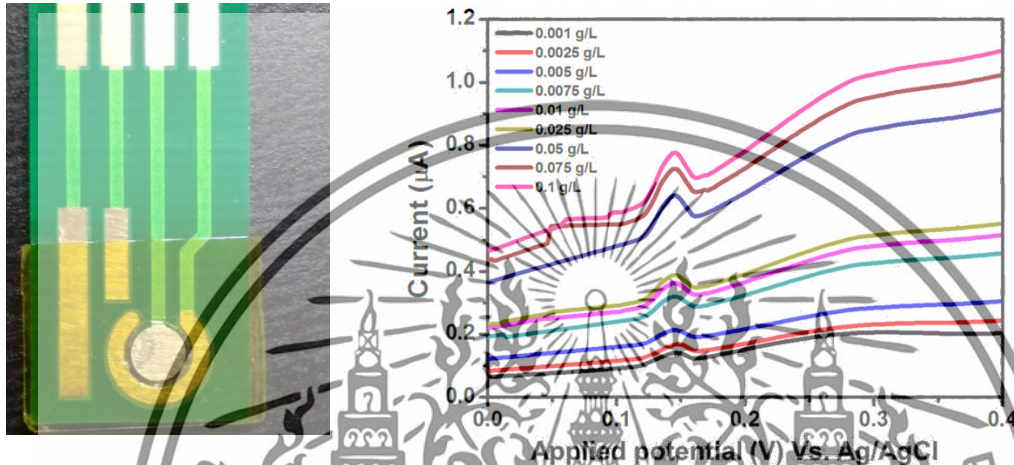 1.2
1.0
0.8
0.6
0.4
0.2
0.0
Current (μA)
0.001 g/L
0.0025 g/L
0.005 g/L
0.0075 g/L
0.01 g/L
0.025 g/L
0.05 g/L
0.075 g/L
0.1 g/L
0.0 0.1 0.2 0.3 0.4
Applied potential (V) Vs. Ag/AgCl